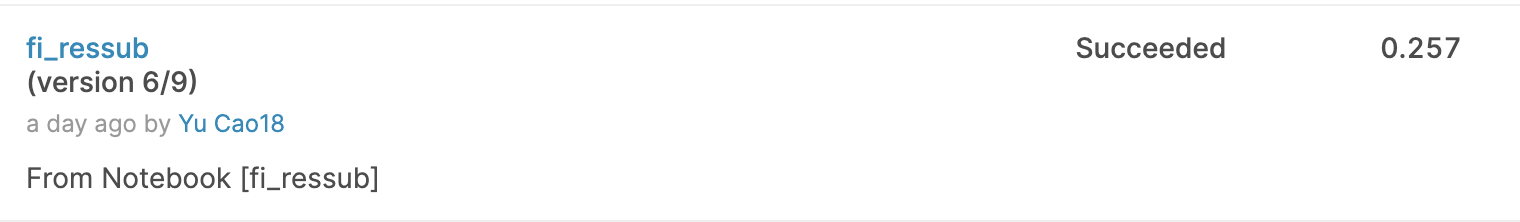 fi_ressub Succeeded 0.257
(version 6/9)
a day ago by Yu Cao18
From Notebook [fi_ressub]